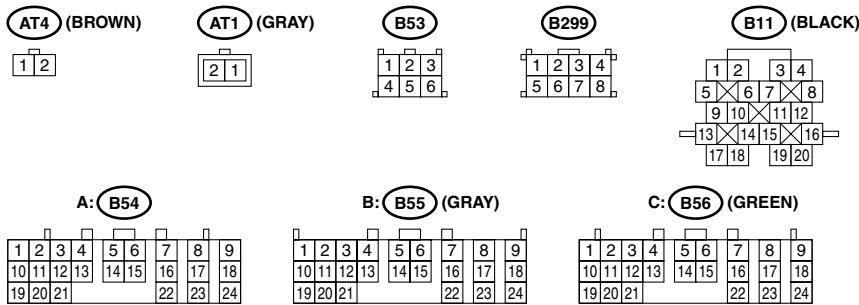 AT4 (BROWN) AT1 (GRAY) B53 B299 B11 (BLACK)
1 2
2 1
1 2 3
4 5 6
1 2 3 4
5 6 7 8
1 2 3 4
5 6 7 8
9 10 11 12
13 14 15 16
17 18 19 20
A: B54 B: B55 (GRAY) C: B56 (GREEN)
1 2 3 4 5 6 7 8 9
10 11 12 13 14 15 16 17 18
19 20 21 22 23 24
1 2 3 4 5 6 7 8 9
10 11 12 13 14 15 16 17 18
19 20 21 22 23 24
1 2 3 4 5 6 7 8 9
10 11 12 13 14 15 16 17 18
19 20 21 22 23 24